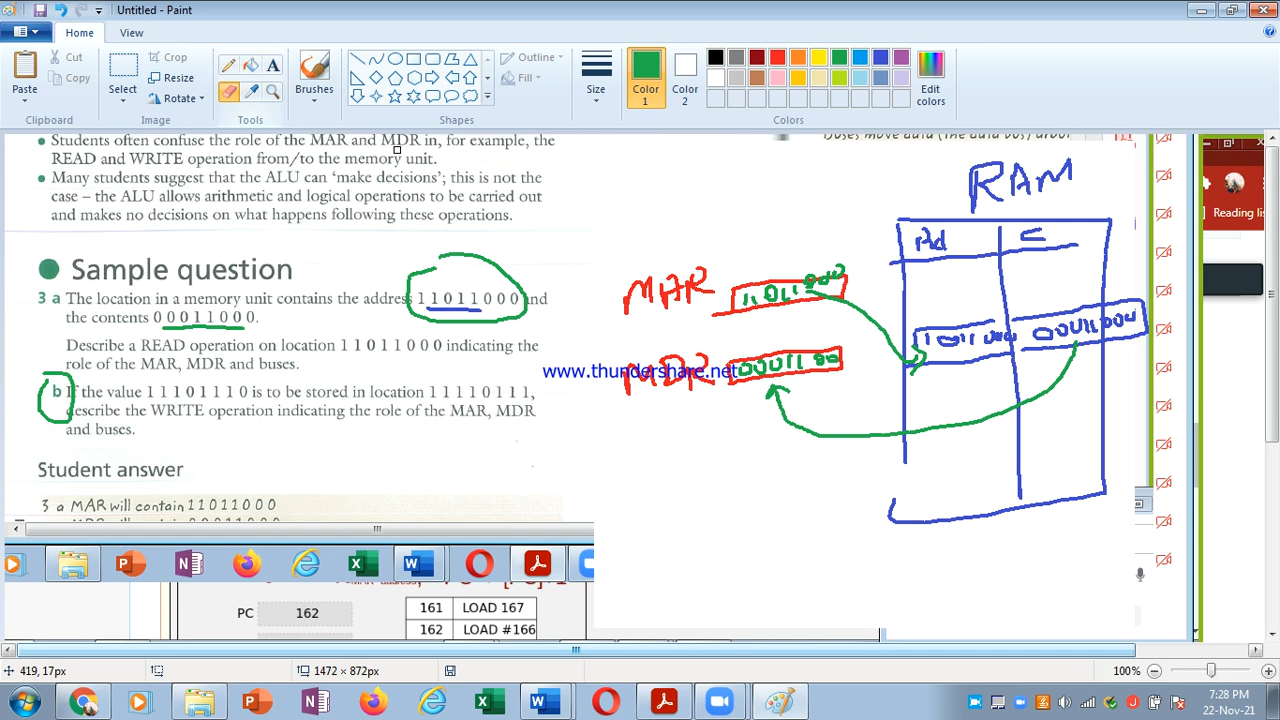 Untitled - Paint
Home
View
Paste
Cut
Copy
Clipboard
Select
Crop
Resize
Rotate
Image
A
Tools
Brushes
Outline
Fill
Shapes
Size
Color 1
Color 2
Edit colors
Colors
Students often confuse the role of the MAR and MDR in, for example, the
READ and WRITE operation from/to the memory unit.
Many students suggest that the ALU can 'make decisions'; this is not the
case – the ALU allows arithmetic and logical operations to be carried out
and makes no decisions on what happens following these operations.
Sample question
3 a The location in a memory unit contains the address 1 1 0 1 1 0 0 0 and
the contents 0 0 0 1 1 0 0 0.
Describe a READ operation on location 1 1 0 1 1 0 0 0 indicating the
role of the MAR, MDR and buses.
b If the value 1 1 1 0 1 1 1 0 is to be stored in location 1 1 1 1 0 1 1 1,
describe the WRITE operation indicating the role of the MAR, MDR
and buses.
Student answer
3 a MAR will contain 1 1 0 1 1 0 0 0
RAM
Ad C
MAR 11011000
MDR
www.thundershare.net
Reading list
PC 162
161 LOAD 167
162 LOAD #166
419, 17px
1472 × 872px
100%
7:28 PM
22-Nov-21